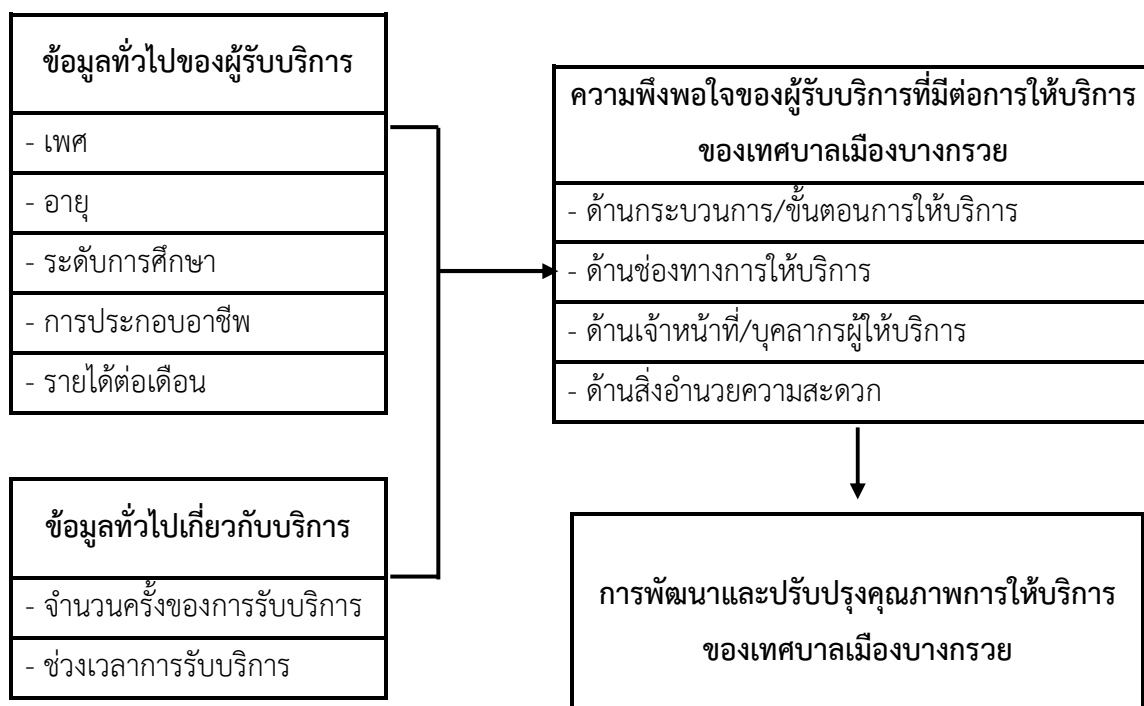 ข้อมูลทั่วไปของผู้รับบริการ
- เพศ
- อายุ
- ระดับการศึกษา
- การประกอบอาชีพ
- รายได้ต่อเดือน
ข้อมูลทั่วไปเกี่ยวกับบริการ
- จำนวนครั้งของการรับบริการ
- ช่วงเวลาการรับบริการ
ความพึงพอใจของผู้รับบริการที่มีต่อการให้บริการ
ของเทศบาลเมืองบางกรวย
- ด้านกระบวนการ/ขั้นตอนการให้บริการ
- ด้านช่องทางการให้บริการ
- ด้านเจ้าหน้าที่/บุคลากรผู้ให้บริการ
- ด้านสิ่งอำนวยความสะดวก
การพัฒนาและปรับปรุงคุณภาพการให้บริการ
ของเทศบาลเมืองบางกรวย